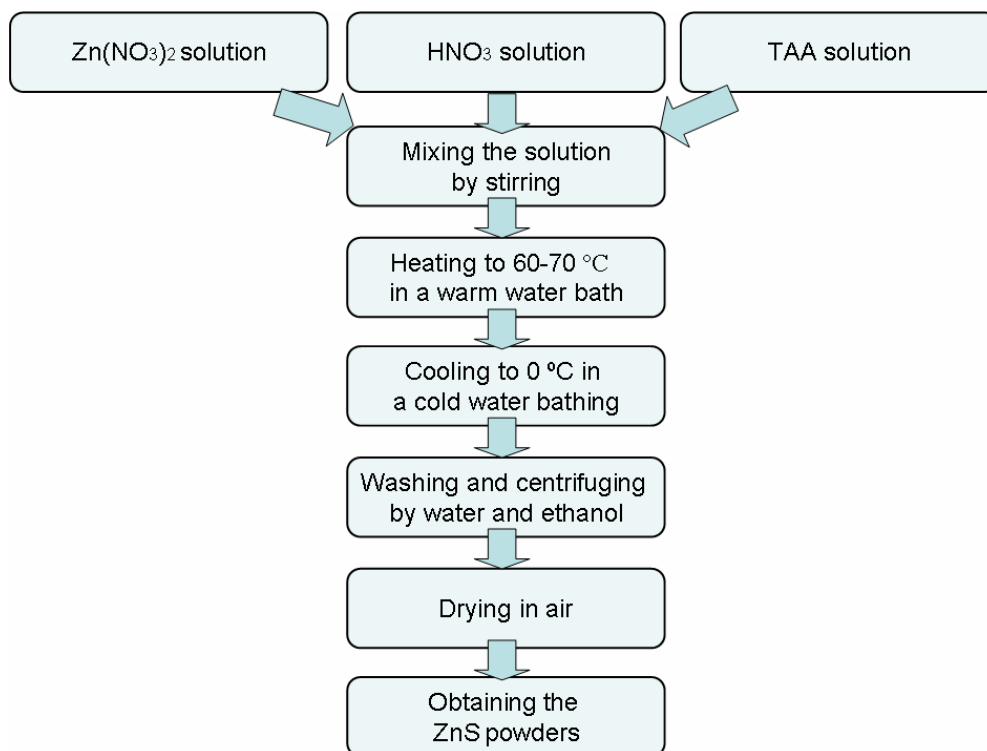 Zn(NO₃)₂ solution
HNO₃ solution
TAA solution
Mixing the solution
by stirring
Heating to 60-70 ℃
in a warm water bath
Cooling to 0 ºC in
a cold water bathing
Washing and centrifuging
by water and ethanol
Drying in air
Obtaining the
ZnS powders